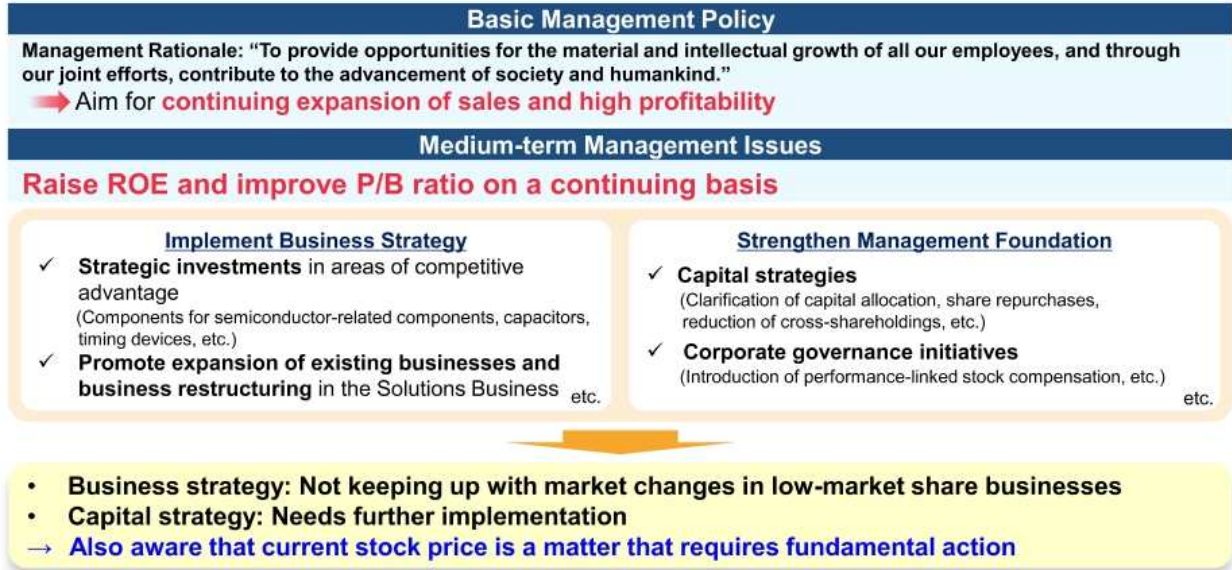 Basic Management Policy
Management Rationale: “To provide opportunities for the material and intellectual growth of all our employees, and through
our joint efforts, contribute to the advancement of society and humankind.”
Aim for continuing expansion of sales and high profitability
Medium-term Management Issues
Raise ROE and improve P/B ratio on a continuing basis
Implement Business Strategy
✓ Strategic investments in areas of competitive
advantage
(Components for semiconductor-related components, capacitors,
timing devices, etc.)
✓ Promote expansion of existing businesses and
business restructuring in the Solutions Business etc.
Strengthen Management Foundation
✓ Capital strategies
(Clarification of capital allocation, share repurchases,
reduction of cross-shareholdings, etc.)
✓ Corporate governance initiatives
(Introduction of performance-linked stock compensation, etc.)
etc.
• Business strategy: Not keeping up with market changes in low-market share businesses
• Capital strategy: Needs further implementation
→ Also aware that current stock price is a matter that requires fundamental action